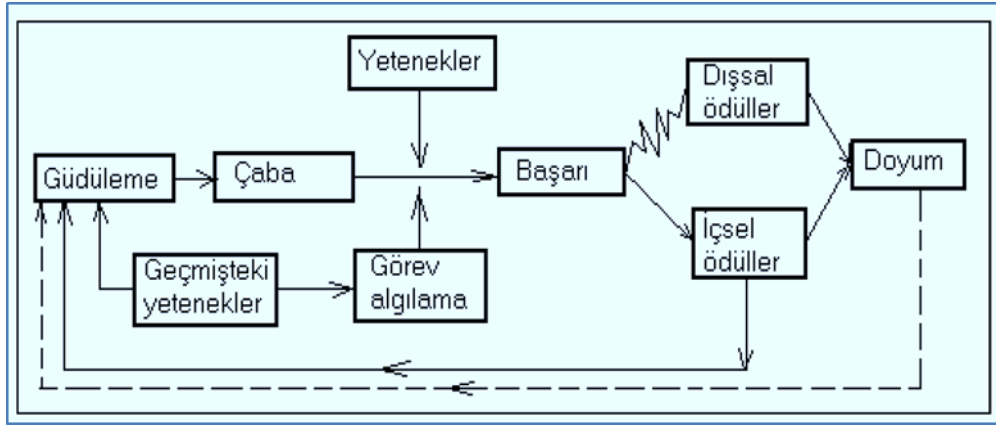 Yetenekler
Dışsal
ödüller
Güdüleme
Çaba
Başarı
Doyum
İçsel
ödüller
Geçmişteki
yetenekler
Görev
algılama